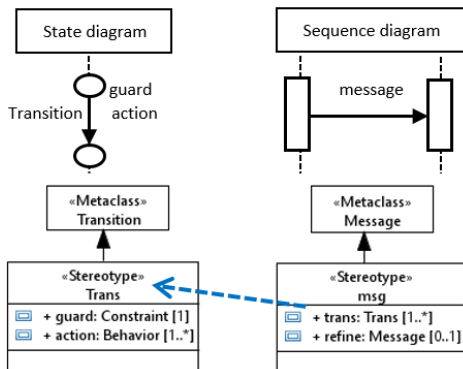 State diagram
Sequence diagram
guard
Transition action
message
«Metaclass»
Transition
«Metaclass»
Message
«Stereotype»
Trans
+ guard: Constraint [1]
+ action: Behavior [1..*]
«Stereotype»
msg
+ trans: Trans [1..*]
+ refine: Message [0..1]